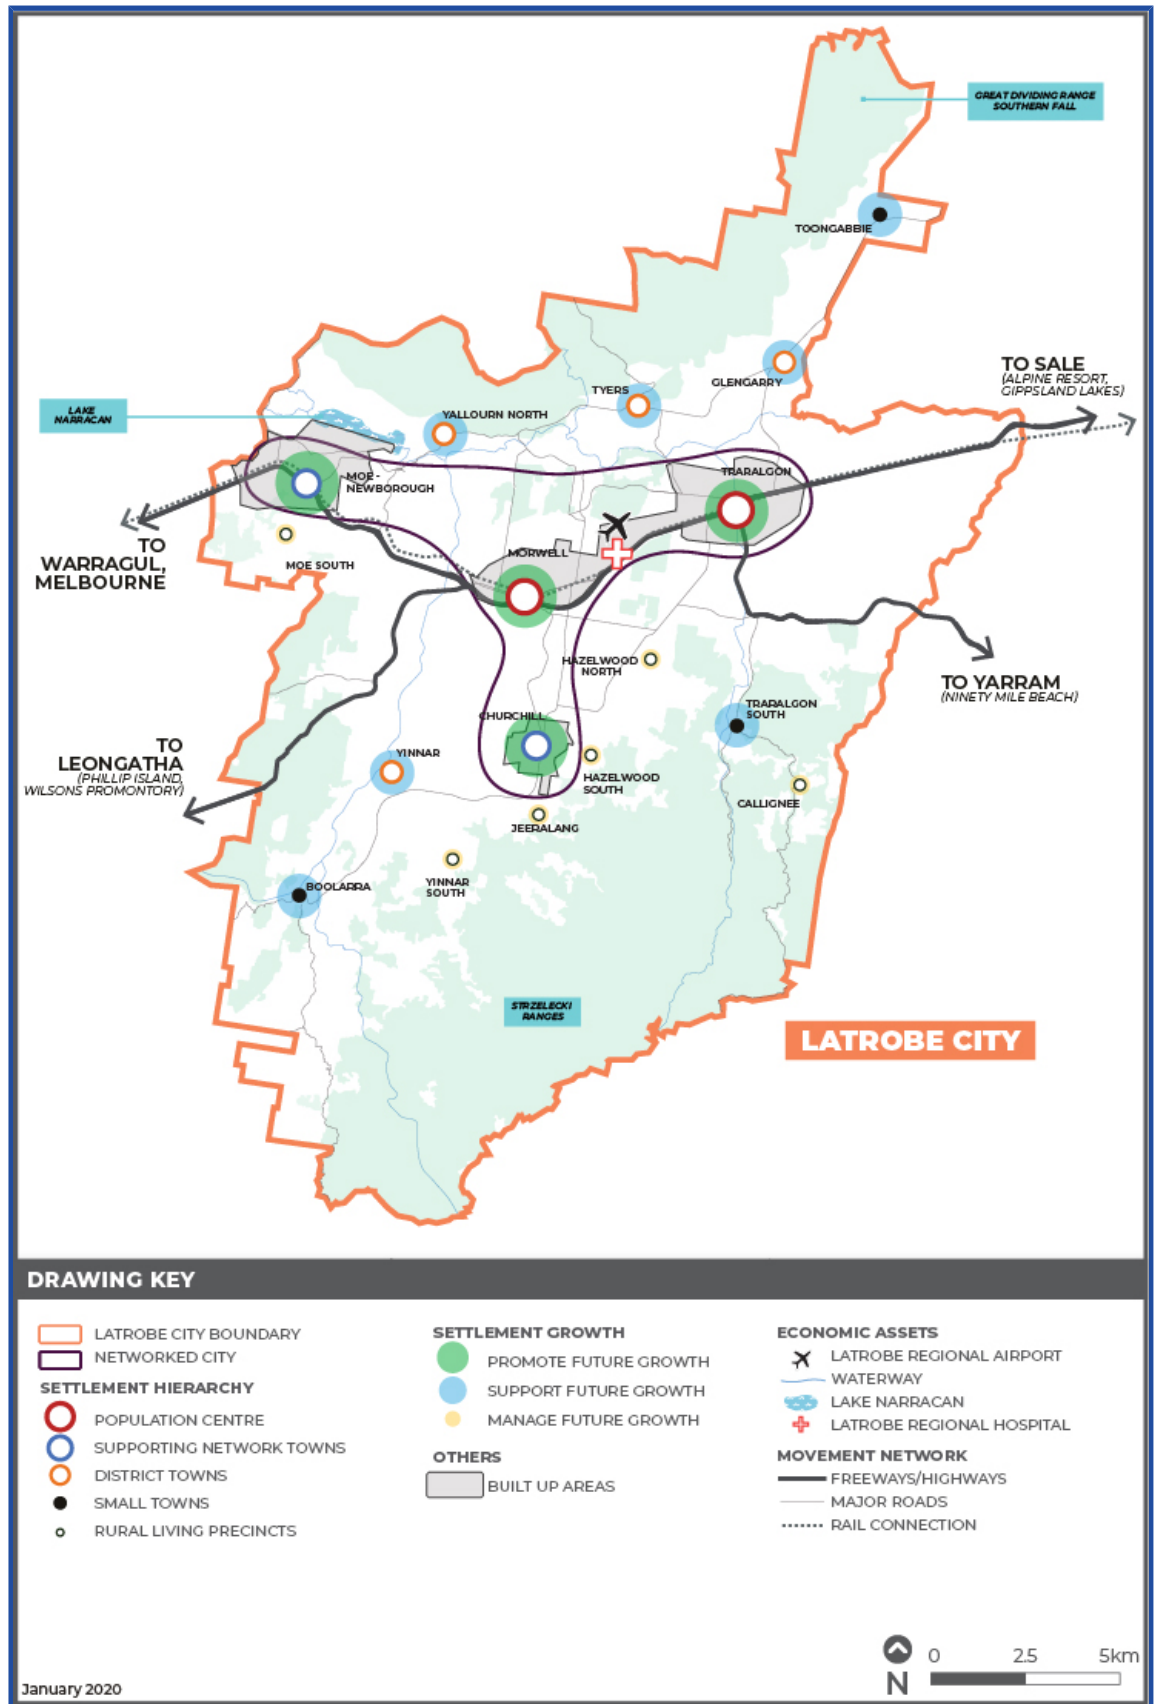 GREAT DIVIDING RANGE
SOUTHERN FALL
TOONGABBIE
TO SALE
(ALPINE RESORT,
GIPPSLAND LAKES)
GLENGARRY
TYERS
LAKE
NARRACAN
YALLOURN NORTH
TRARALGON
MOE -
NEWBOROUGH
TO
WARRAGUL,
MELBOURNE
MOE SOUTH
MORWELL
HAZELWOOD
NORTH
TO YARRAM
(NINETY MILE BEACH)
TRARALGON
SOUTH
CHURCHILL
TO
LEONGATHA
(PHILLIP ISLAND,
WILSONS PROMONTORY)
YINNAR
HAZELWOOD
SOUTH
CALLIGNEE
JEERALANG
YINNAR
SOUTH
BOOLARRA
STRZELECKI
RANGES
LATROBE CITY
DRAWING KEY
LATROBE CITY BOUNDARY
NETWORKED CITY
SETTLEMENT HIERARCHY
POPULATION CENTRE
SUPPORTING NETWORK TOWNS
DISTRICT TOWNS
SMALL TOWNS
RURAL LIVING PRECINCTS
SETTLEMENT GROWTH
PROMOTE FUTURE GROWTH
SUPPORT FUTURE GROWTH
MANAGE FUTURE GROWTH
OTHERS
BUILT UP AREAS
ECONOMIC ASSETS
LATROBE REGIONAL AIRPORT
WATERWAY
LAKE NARRACAN
LATROBE REGIONAL HOSPITAL
MOVEMENT NETWORK
FREEWAYS/HIGHWAYS
MAJOR ROADS
RAIL CONNECTION
N
0 2.5 5km
January 2020